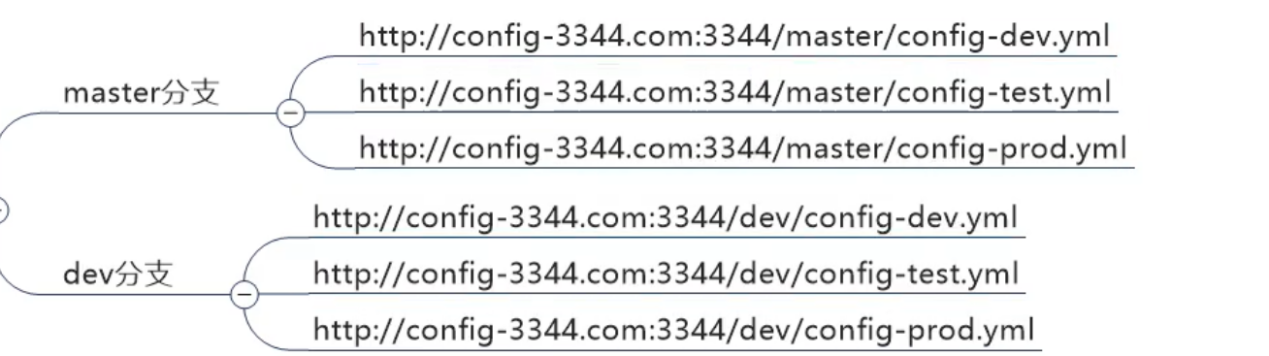 master分支
http://config-3344.com:3344/master/config-dev.yml
http://config-3344.com:3344/master/config-test.yml
http://config-3344.com:3344/master/config-prod.yml
dev分支
http://config-3344.com:3344/dev/config-dev.yml
http://config-3344.com:3344/dev/config-test.yml
http://config-3344.com:3344/dev/config-prod.yml